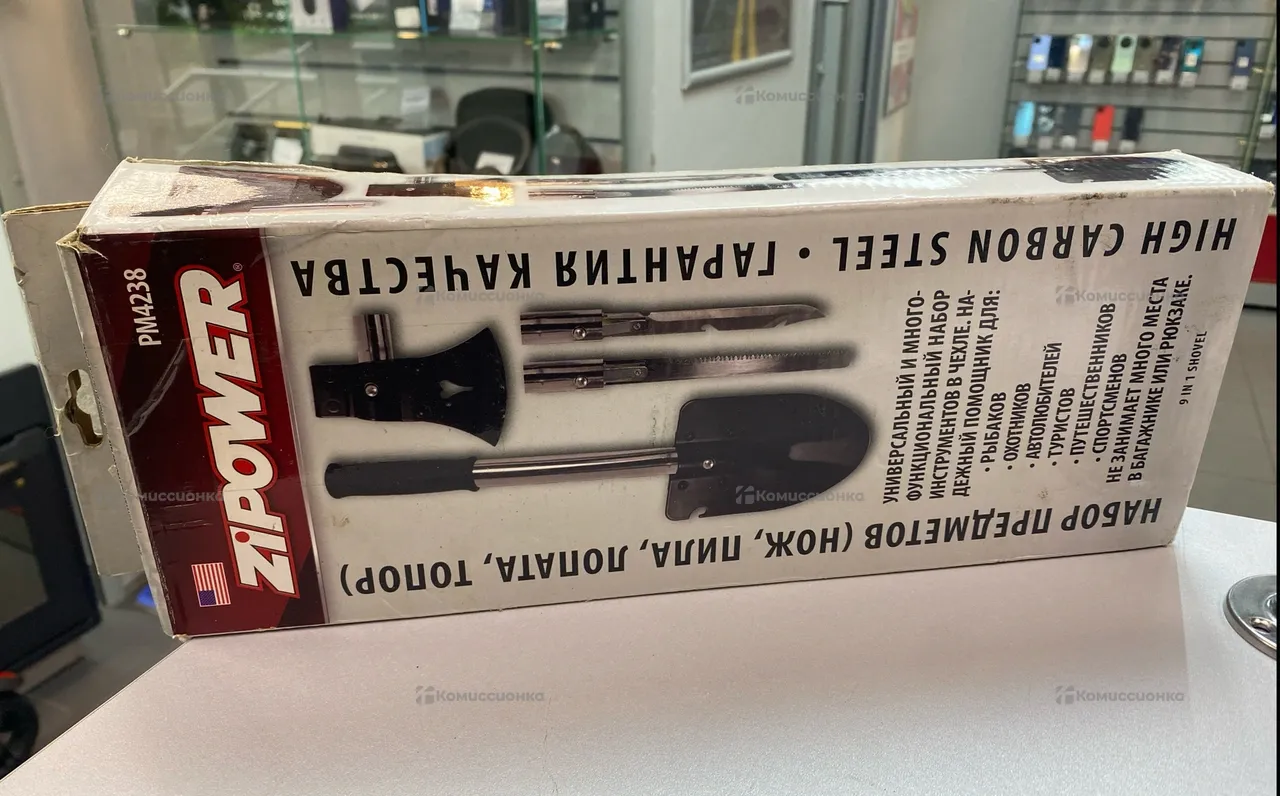 PM4238
ZiPOWER®
HIGH CARBON STEEL • ГАРАНТИЯ КАЧЕСТВА
УНИВЕРСАЛЬНЫЙ И МНОГО-
ФУНКЦИОНАЛЬНЫЙ НАБОР
ИНСТРУМЕНТОВ В ЧЕХЛЕ. НА-
ДЕЖНЫЙ ПОМОЩНИК ДЛЯ:
• РЫБАКОВ
• ОХОТНИКОВ
• АВТОЛЮБИТЕЛЕЙ
• ТУРИСТОВ
• ПУТЕШЕСТВЕННИКОВ
• СПОРТСМЕНОВ
НЕ ЗАНИМАЕТ МНОГО МЕСТА
В БАГАЖНИКЕ ИЛИ РЮКЗАКЕ.
9 IN 1 SHOVEL
НАБОР ПРЕДМЕТОВ (НОЖ, ПИЛА, ЛОПАТА, ТОПОР)
Комиссионка
Комиссионка
Комиссионка
Комиссионка
Комиссионка
Комиссионка
Комиссионка
Комиссионка